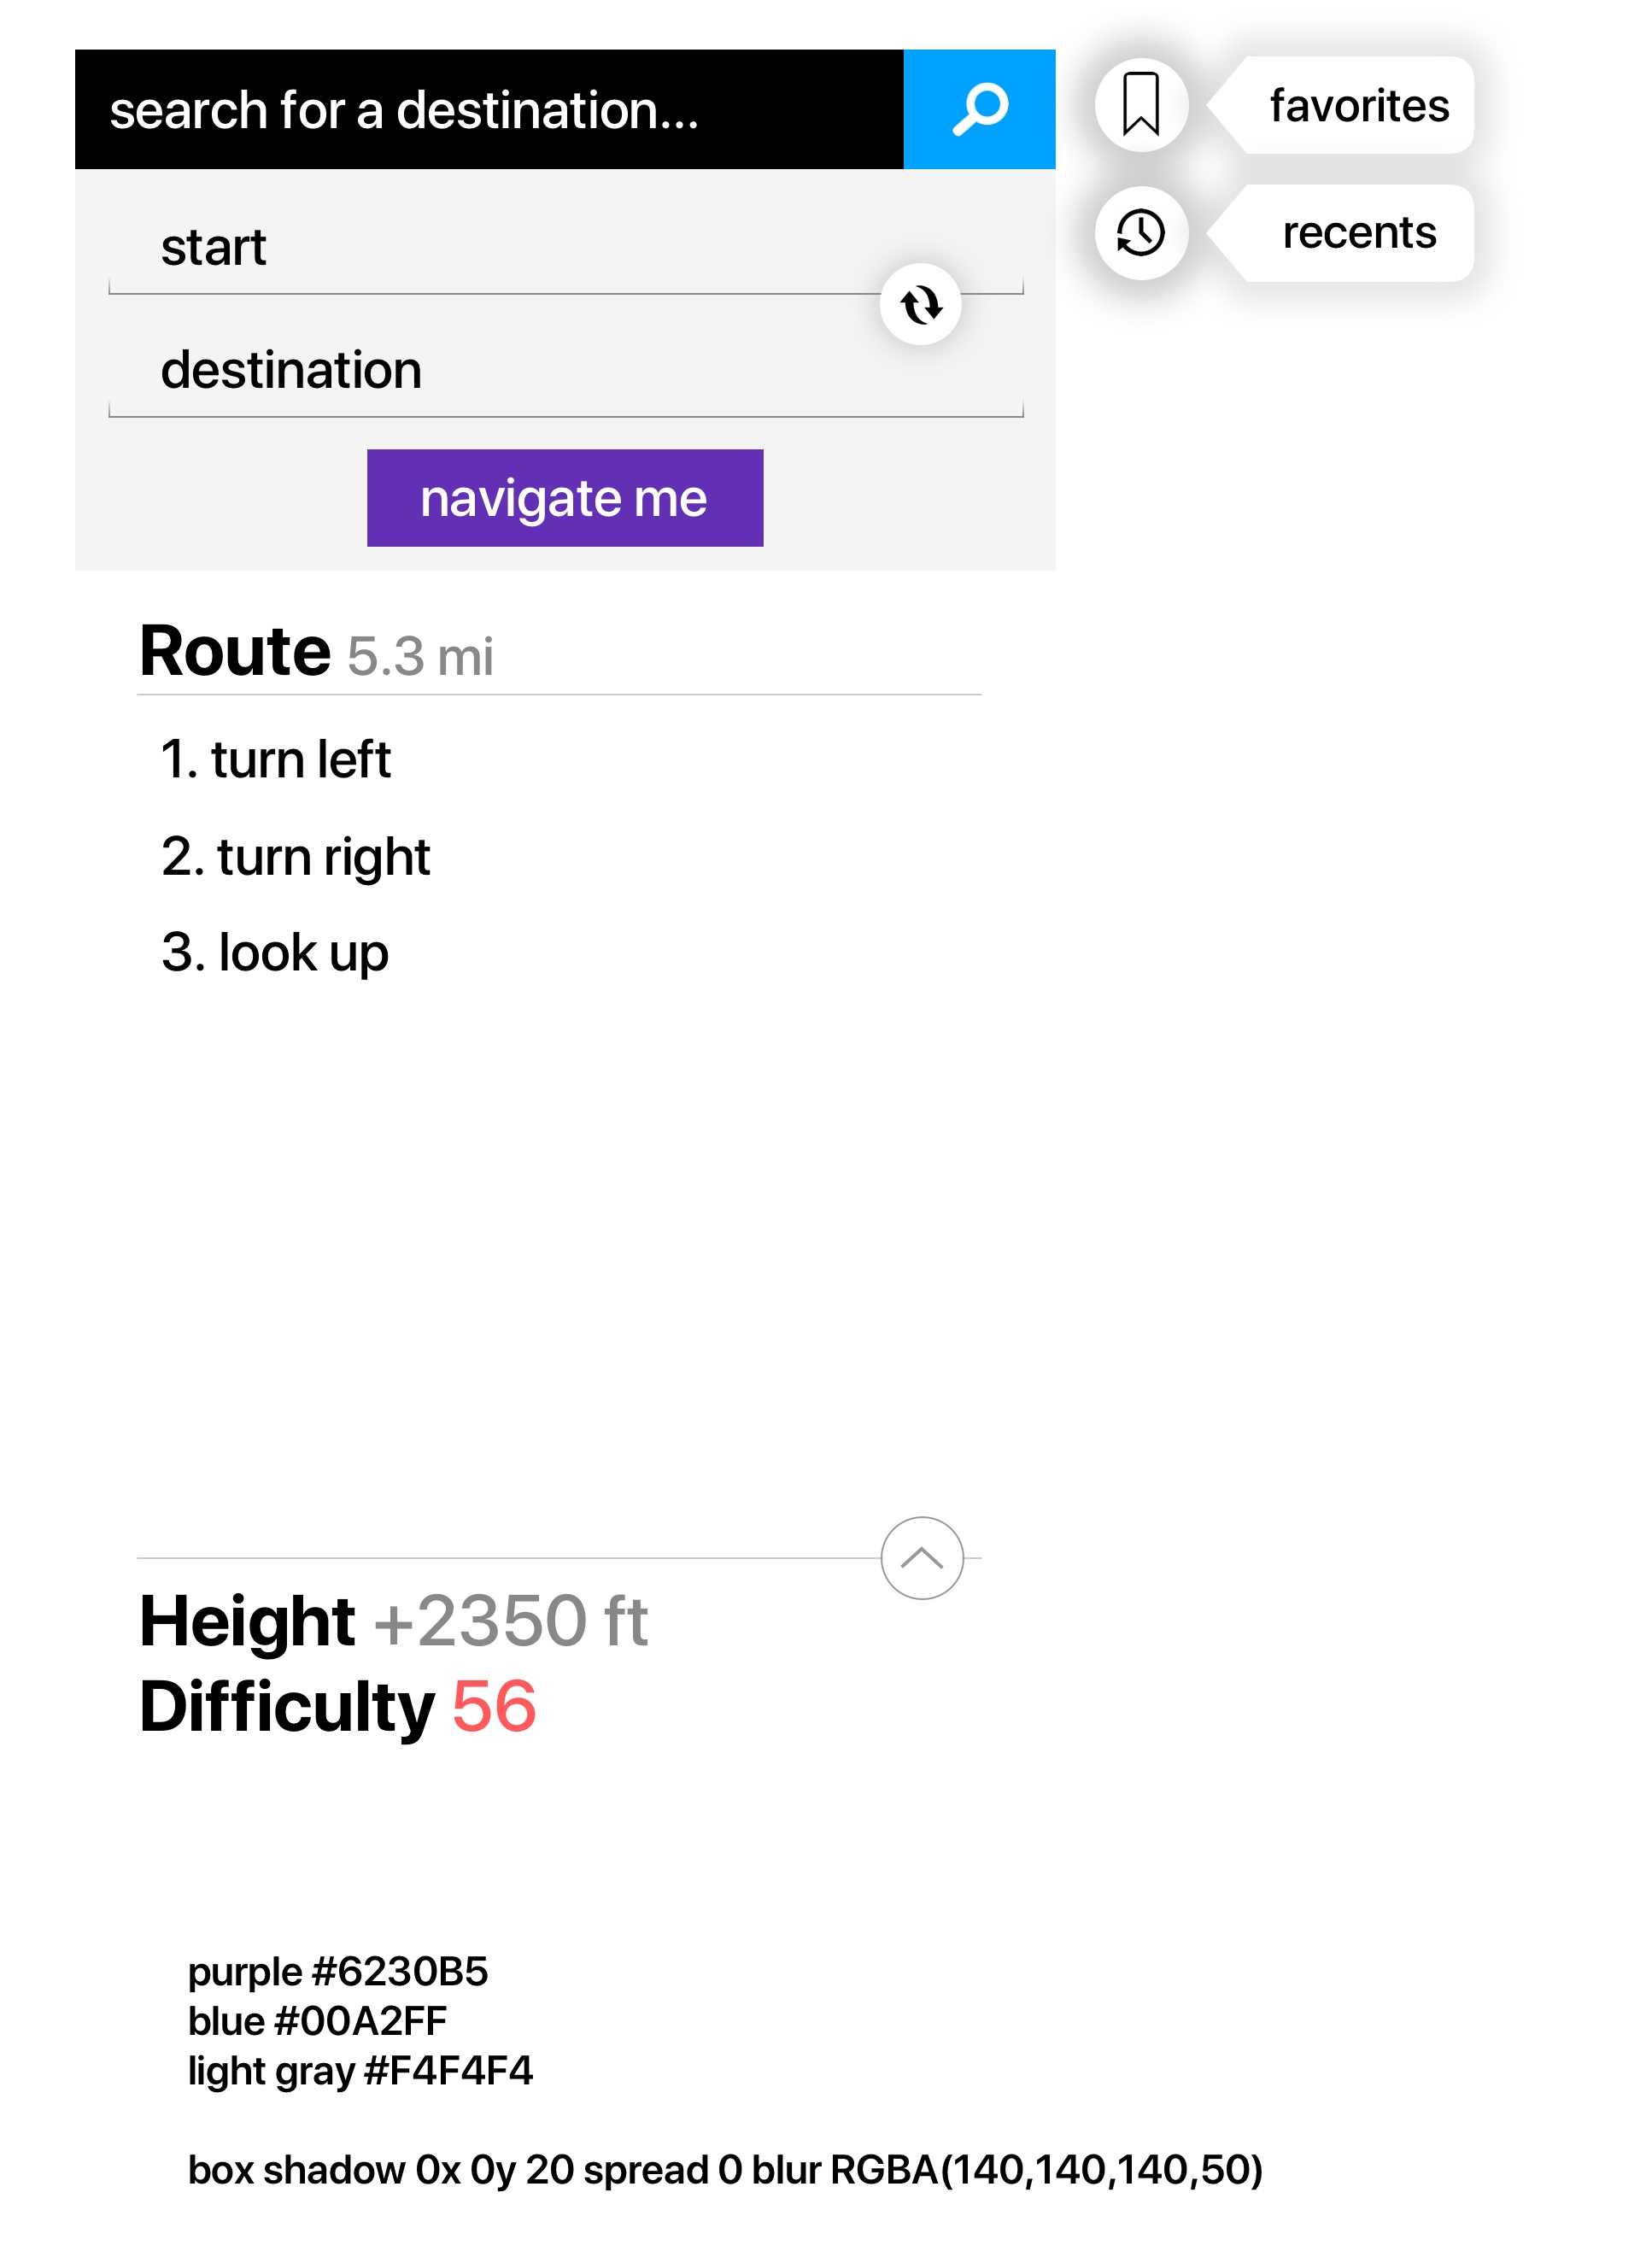 search for a destination...
favorites
start
recents
destination
navigate me
Route 5.3 mi
1. turn left
2. turn right
3. look up
Height +2350 ft
Difficulty 56
purple #6230B5
blue #00A2FF
light gray #F4F4F4
box shadow 0x 0y 20 spread 0 blur RGBA(140,140,140,50)